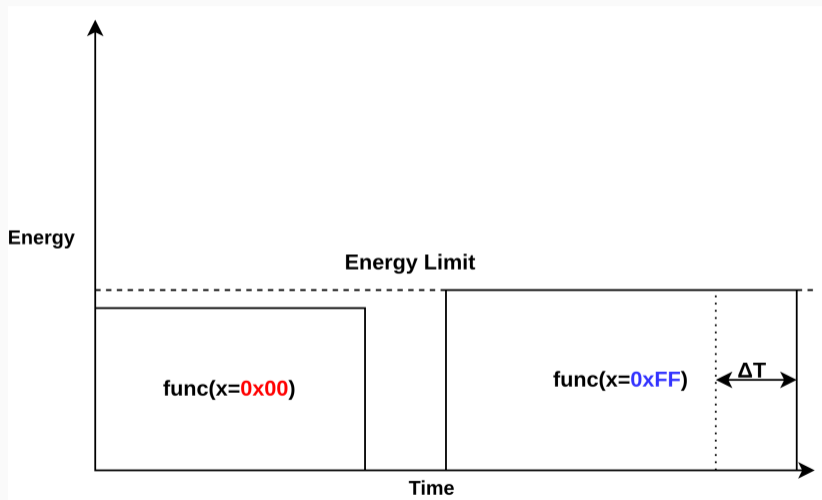 Energy
Energy Limit
func(x=0x00)
func(x=0xFF)
ΔT
Time